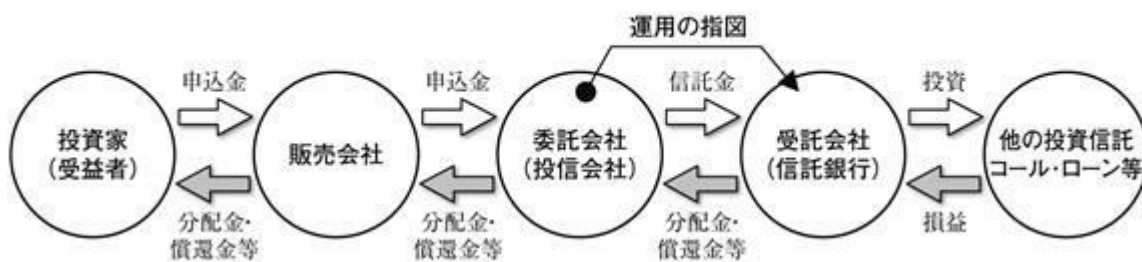 運用の指図
申込金
申込金
信託金
投資
投資家
(受益者)
販売会社
委託会社
(投信会社)
受託会社
(信託銀行)
他の投資信託
コール・ローン等
分配金・
償還金等
分配金・
償還金等
分配金・
償還金等
損益